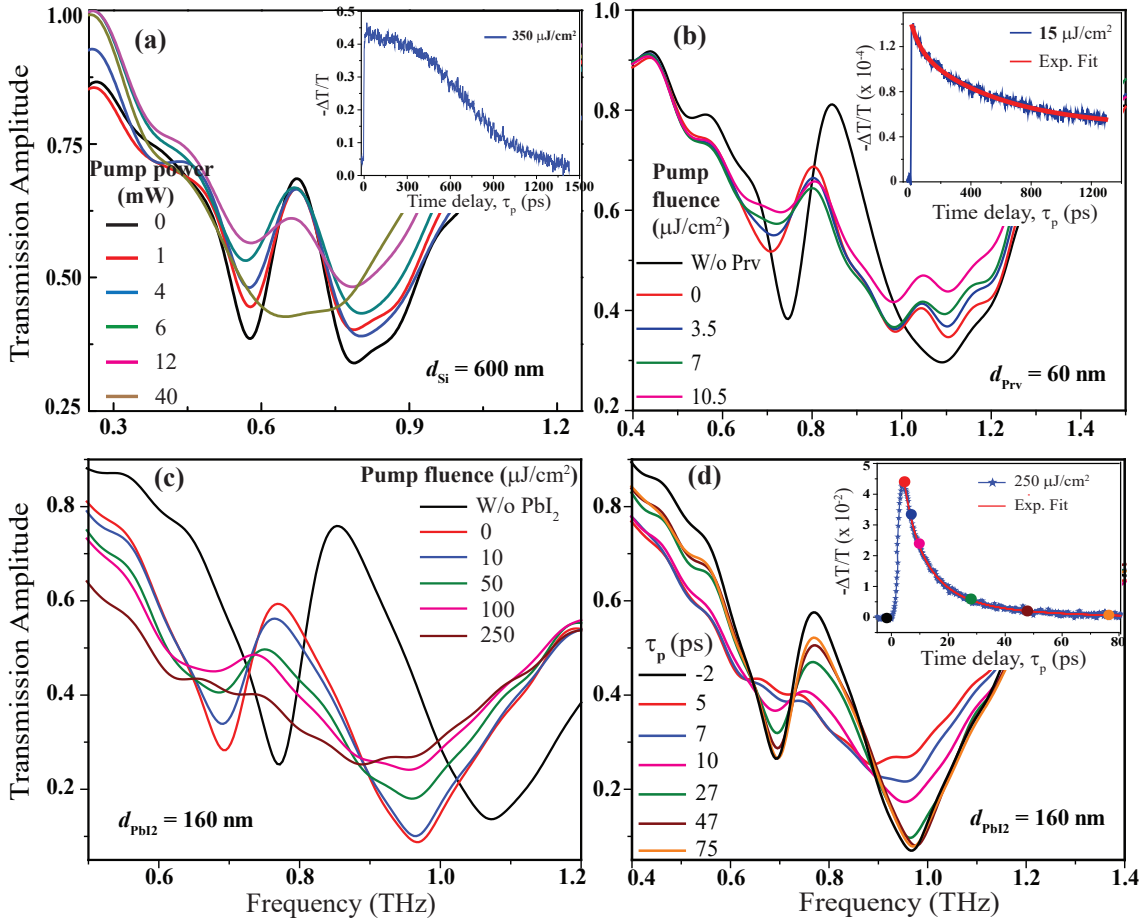 (a)
-ΔT/T
0.5
0.4
0.3
0.2
0.1
0.0
350 μJ/cm²
0 300 600 900 1200 1500
Time delay, τp (ps)
Transmission Amplitude
1.00
0.75
0.50
0.25
Pump power
(mW)
0
1
4
6
12
40
dSi = 600 nm
0.3 0.6 0.9 1.2
(b)
-ΔT/T (x 10-4)
1.2
0.8
0.4
0.0
15 μJ/cm²
Exp. Fit
0 400 800 1200
Time delay, τp (ps)
1.0
0.8
0.6
0.4
0.2
Pump
fluence
(μJ/cm²)
W/o Prv
0
3.5
7
10.5
dPrv = 60 nm
0.4 0.6 0.8 1.0 1.2 1.4
(c)
Pump fluence (μJ/cm²)
W/o PbI2
0
10
50
100
250
Transmission Amplitude
0.8
0.6
0.4
0.2
dPbI2 = 160 nm
0.6 0.8 1.0 1.2
Frequency (THz)
(d)
-ΔT/T (x 10-2)
5
4
3
2
1
0
250 μJ/cm²
Exp. Fit
0 20 40 60 80
Time delay, τp (ps)
0.8
0.6
0.4
0.2
τp (ps)
-2
5
7
10
27
47
75
dPbI2 = 160 nm
0.4 0.6 0.8 1.0 1.2 1.4
Frequency (THz)